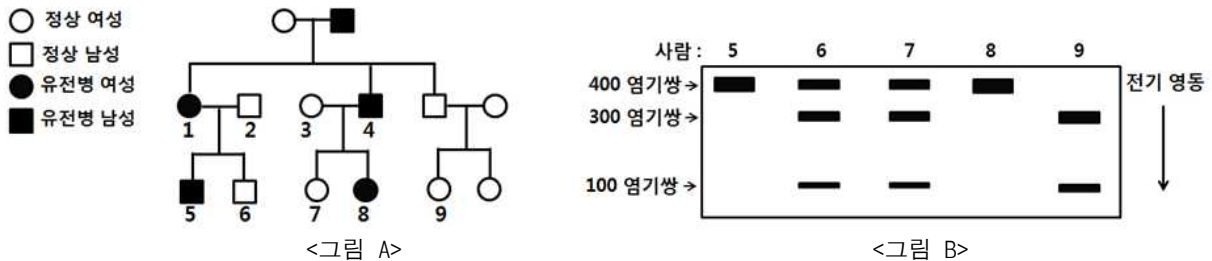 정상 여성
정상 남성
유전병 여성
유전병 남성
1 2 3 4
5 6 7 8 9
<그림 A>
사람 : 5 6 7 8 9
400 염기쌍→
300 염기쌍→
100 염기쌍→
전기 영동
<그림 B>